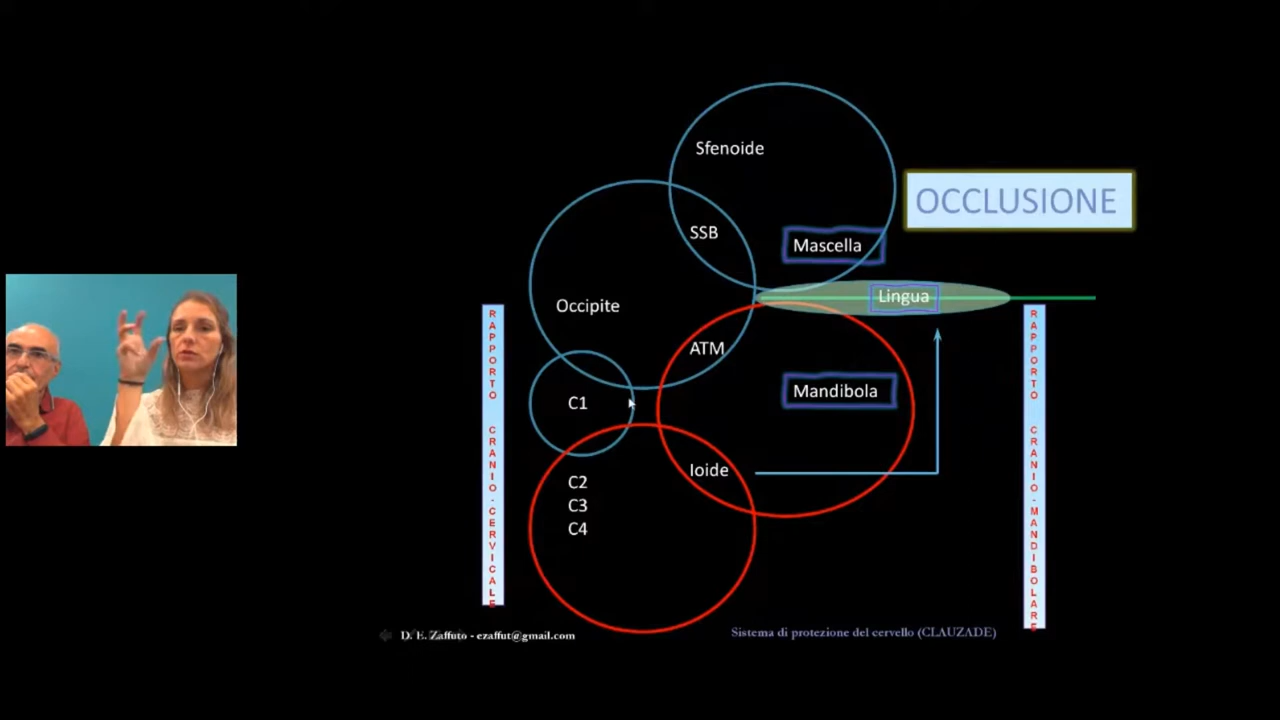 Sfenoide
OCCLUSIONE
SSB
Mascella
Lingua
Occipite
ATM
Mandibola
C1
Ioide
C2
C3
C4
RAPPORTO CRANIO-CERVICALE
RAPPORTO CRANIO-MANDIBOLARE
D. E. Zaffuto - ezaffut@gmail.com
Sistema di protezione del cervello (CLAUZADE)